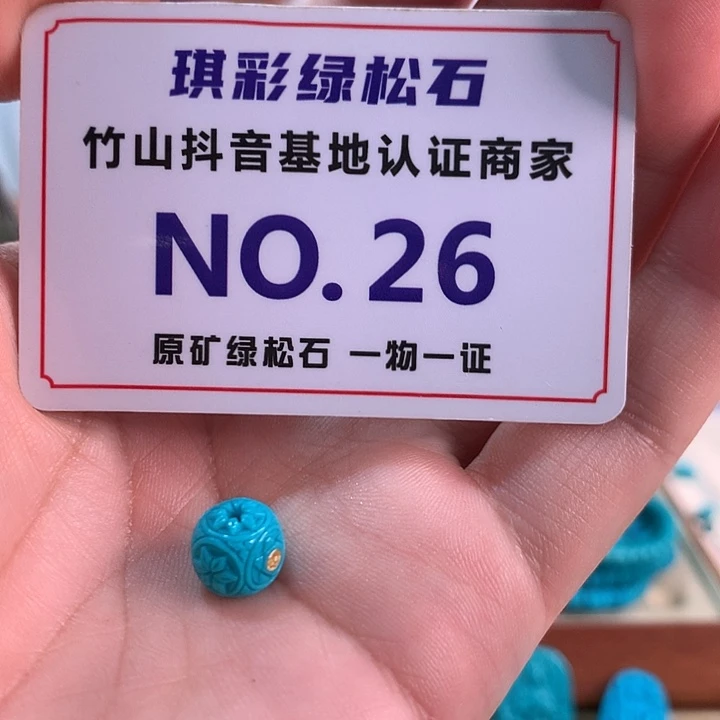 琪彩绿松石
竹山抖音基地认证商家
NO.26
原矿绿松石 一物一证